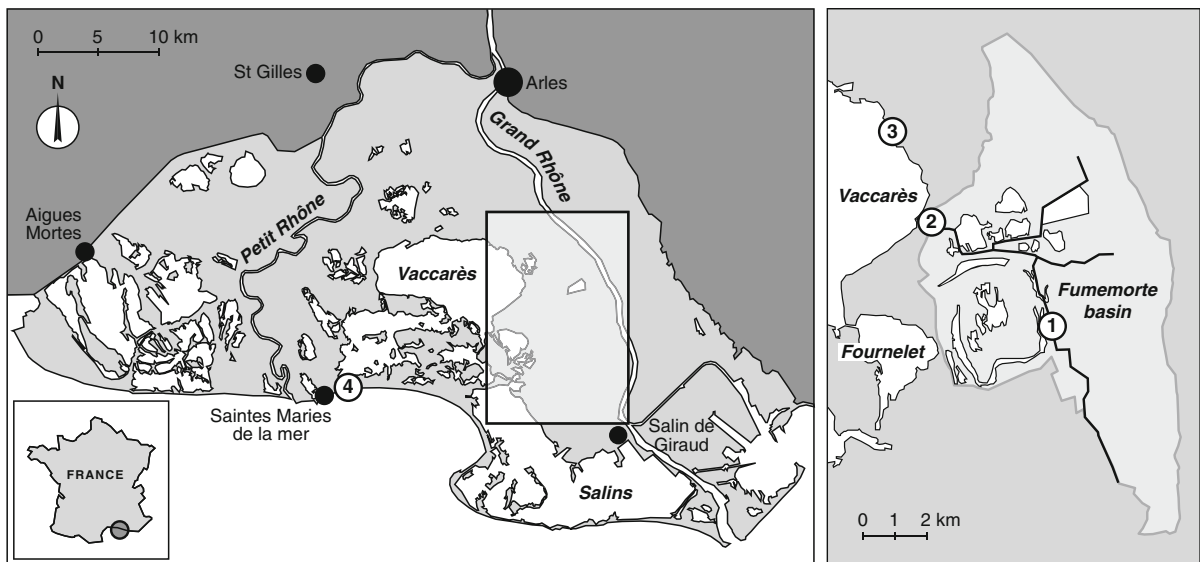 0 5 10 km
N
St Gilles
Arles
Grand Rhône
Petit Rhône
Aigues
Mortes
Vaccarès
4
Saintes Maries
de la mer
Salin de
Giraud
Salins
FRANCE
3
Vaccarès
2
Fumemorte
basin
1
Fournelet
0 1 2 km